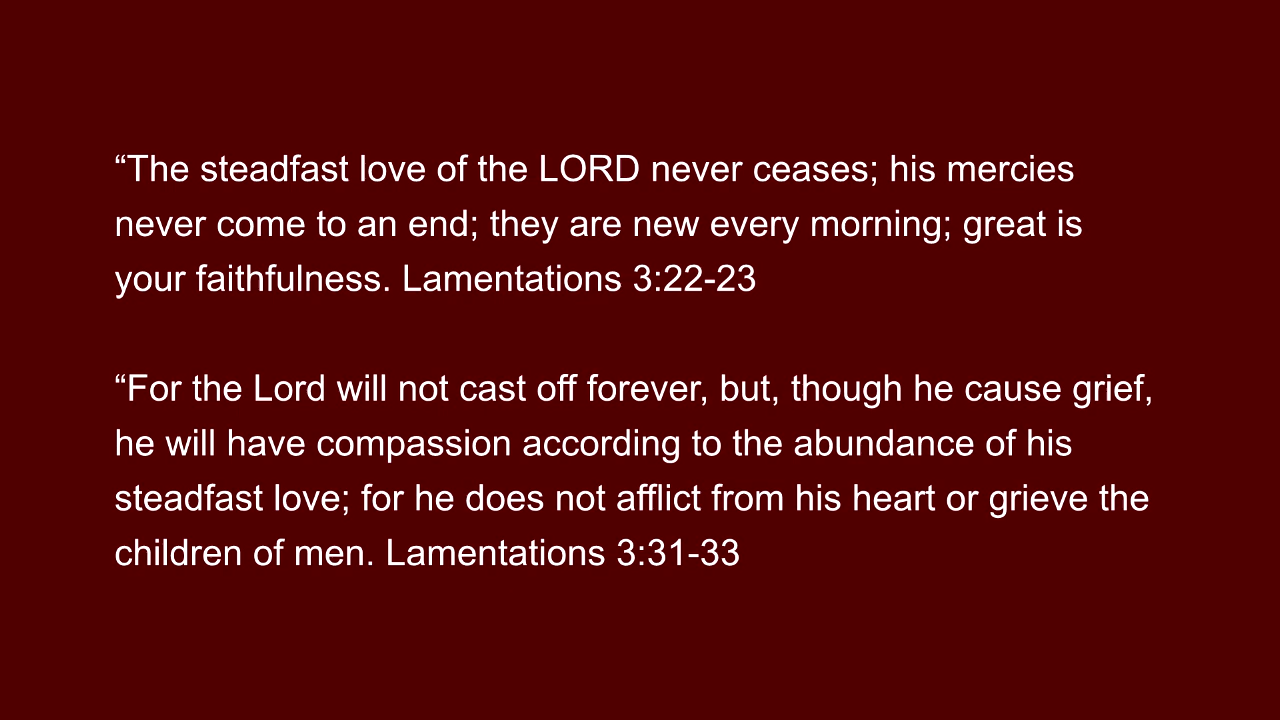 “The steadfast love of the LORD never ceases; his mercies
never come to an end; they are new every morning; great is
your faithfulness. Lamentations 3:22-23
“For the Lord will not cast off forever, but, though he cause grief,
he will have compassion according to the abundance of his
steadfast love; for he does not afflict from his heart or grieve the
children of men. Lamentations 3:31-33